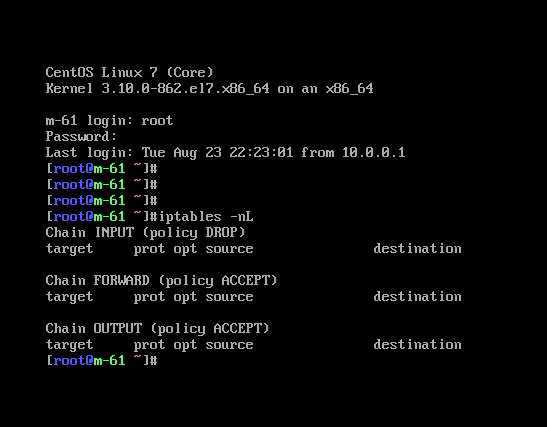 CentOS Linux 7 (Core)
Kernel 3.10.0-862.el7.x86_64 on an x86_64
m-61 login: root
Password:
Last login: Tue Aug 23 22:23:01 from 10.0.0.1
[root@m-61 ~]#
[root@m-61 ~]#
[root@m-61 ~]#
[root@m-61 ~]#iptables -nL
Chain INPUT (policy DROP)
target     prot opt source               destination
Chain FORWARD (policy ACCEPT)
target     prot opt source               destination
Chain OUTPUT (policy ACCEPT)
target     prot opt source               destination
[root@m-61 ~]#